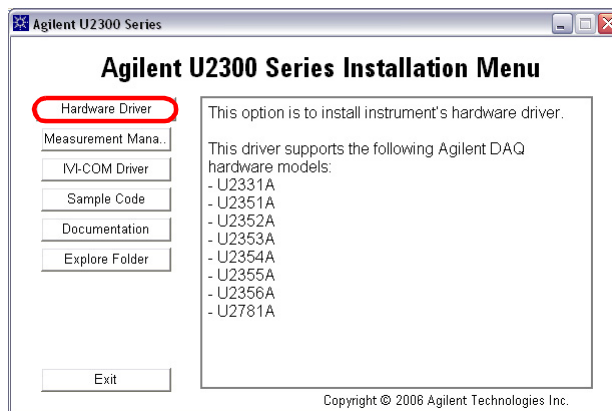 Agilent U2300 Series
Agilent U2300 Series Installation Menu
Hardware Driver
Measurement Mana..
IVI-COM Driver
Sample Code
Documentation
Explore Folder
Exit
This option is to install instrument's hardware driver.
This driver supports the following Agilent DAQ
hardware models:
- U2331A
- U2351A
- U2352A
- U2353A
- U2354A
- U2355A
- U2356A
- U2781A
Copyright © 2006 Agilent Technologies Inc.